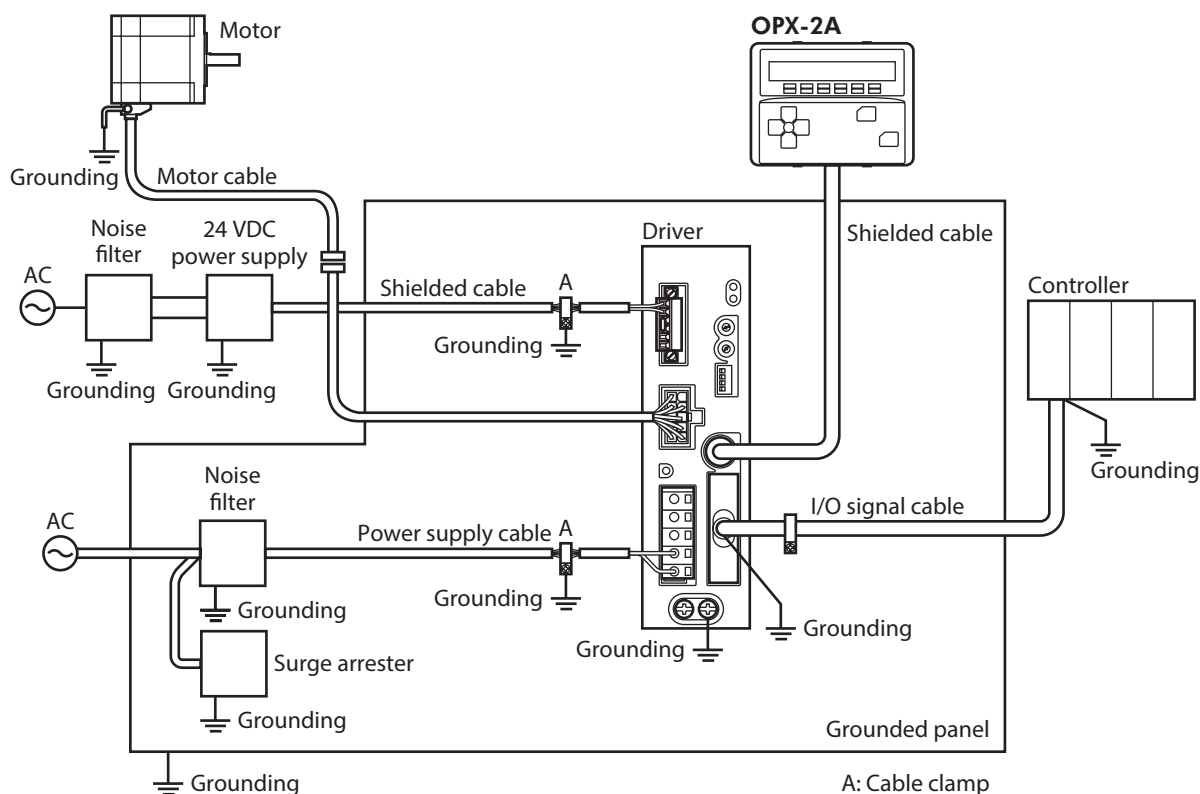 Motor
OPX-2A
Grounding
Motor cable
Noise
filter
24 VDC
power supply
Driver
Shielded cable
AC
Shielded cable
A
Controller
Grounding
Grounding
Grounding
Grounding
Noise
filter
I/O signal cable
AC
Power supply cable
A
Grounding
Grounding
Grounding
Grounding
Surge arrester
Grounding
Grounded panel
Grounding
A: Cable clamp